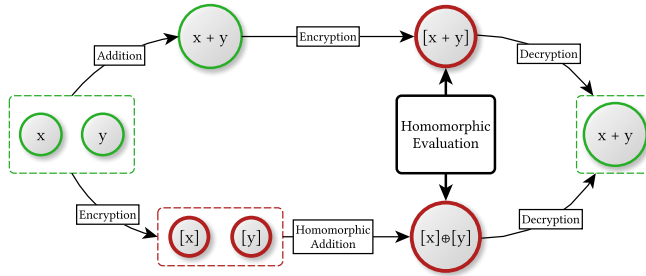 x + y
Encryption
[x + y]
Addition
Decryption
x
y
Homomorphic
Evaluation
x + y
Encryption
[x]
[y]
Homomorphic
Addition
[x]⊕[y]
Decryption